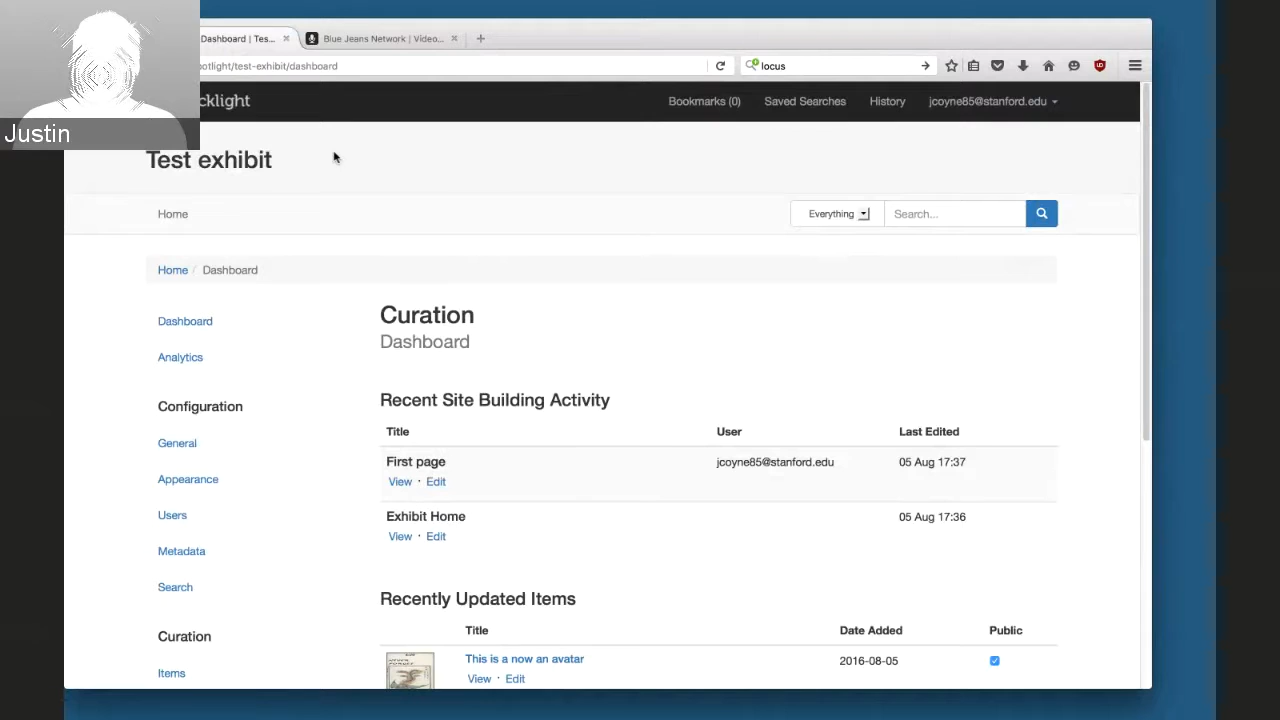 Dashboard | Tes...
Blue Jeans Network | Video...
otlight/test-exhibit/dashboard
locus
cklight
Bookmarks (0)
Saved Searches
History
jcoyne85@stanford.edu
Justin
Test exhibit
Home
Everything
Search...
Home / Dashboard
Dashboard
Analytics
Configuration
General
Appearance
Users
Metadata
Search
Curation
Items
Curation
Dashboard
Recent Site Building Activity
Title User Last Edited
First page jcoyne85@stanford.edu 05 Aug 17:37
View · Edit
Exhibit Home 05 Aug 17:36
View · Edit
Recently Updated Items
Title Date Added Public
This is a now an avatar 2016-08-05
View · Edit